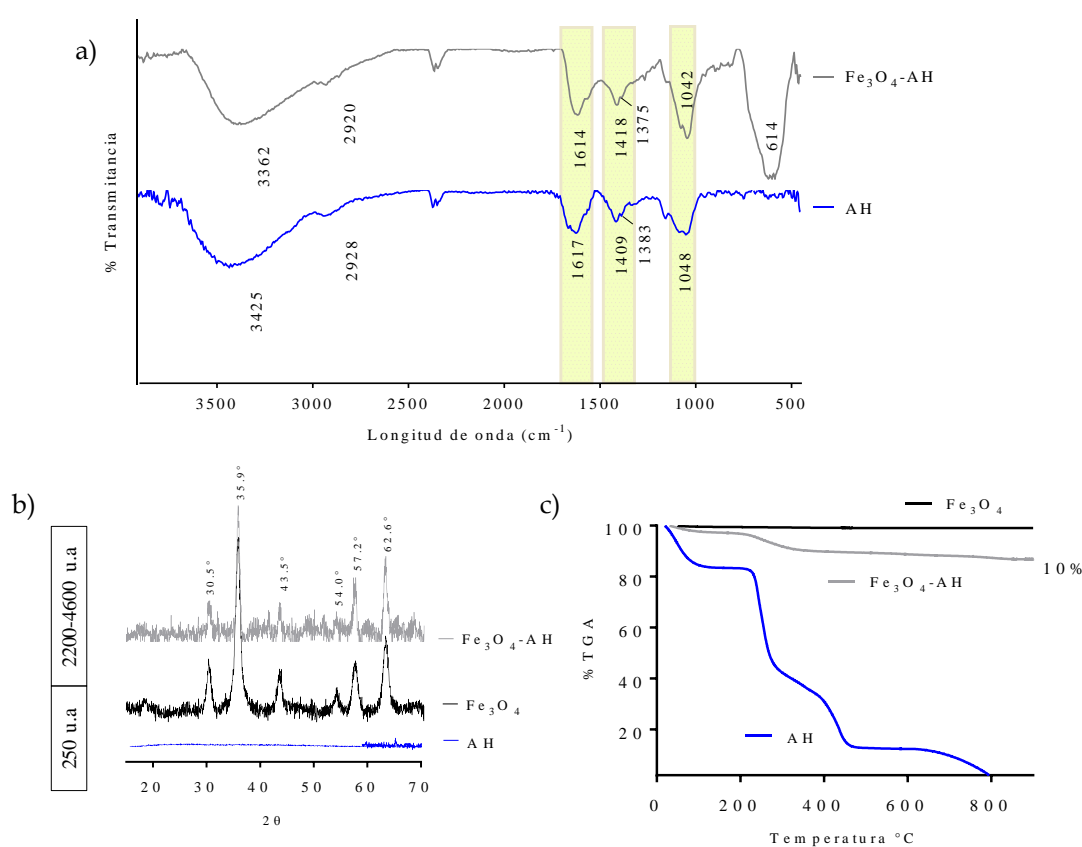 a)
% Transmitancia
3362
2920
1614
1418
1375
1042
614
Fe3O4-AH
3425
2928
1617
1409
1383
1048
AH
3500 3000 2500 2000 1500 1000 500
Longitud de onda (cm-1)
b)
2200-4600 u.a
250 u.a
30.5°
35.9°
43.5°
54.0°
57.2°
62.6°
Fe3O4-AH
Fe3O4
AH
20 30 40 50 60 70
2θ
c)
Fe3O4
% TGA
100
80
60
40
20
10%
Fe3O4-AH
AH
0 200 400 600 800
Temperatura °C